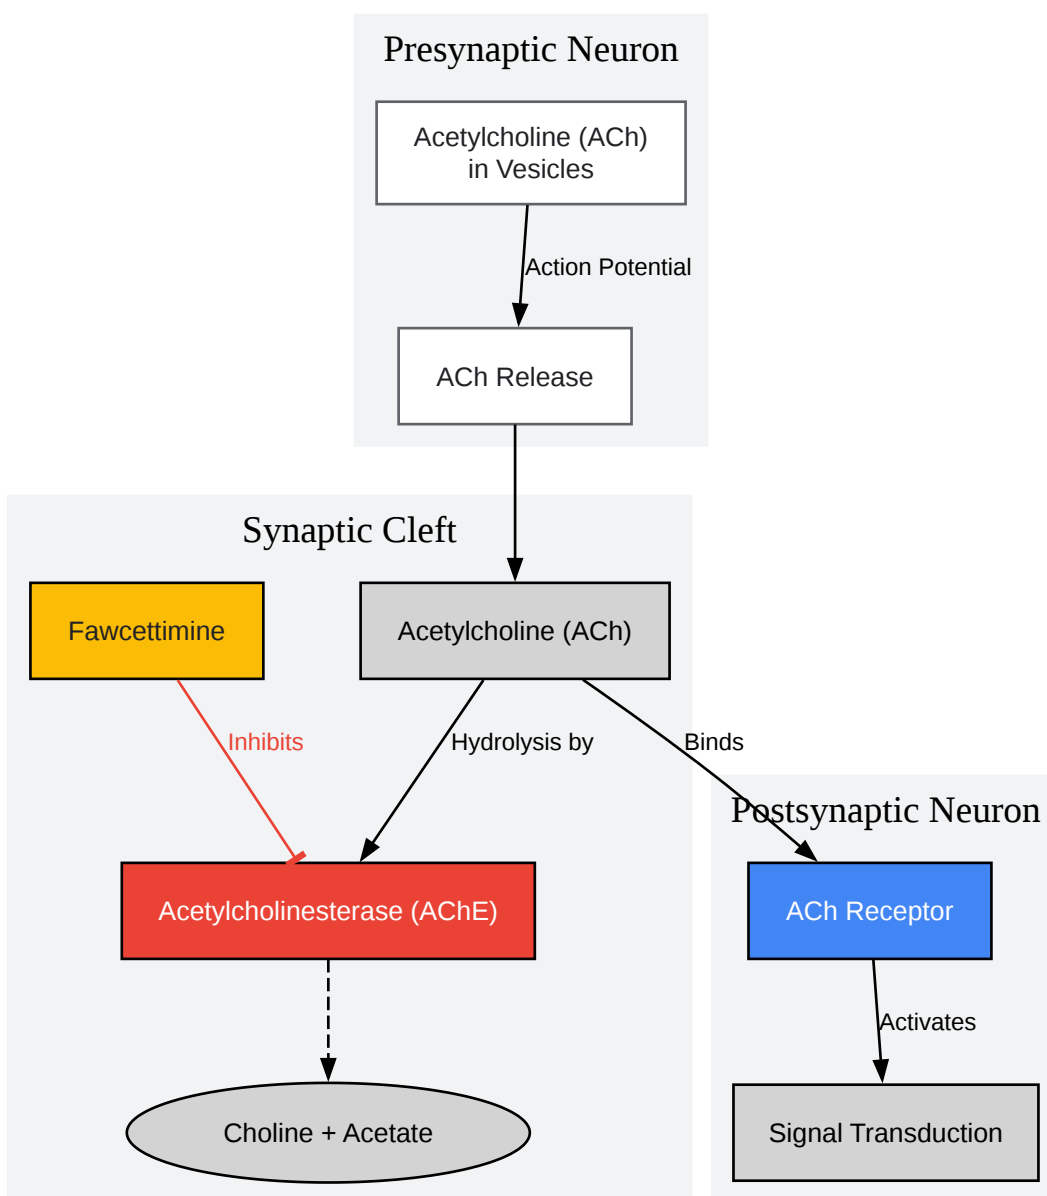 Presynaptic Neuron
Acetylcholine (ACh)
in Vesicles
Action Potential
ACh Release
Synaptic Cleft
Fawcettimine
Acetylcholine (ACh)
Inhibits
Hydrolysis by
Binds
Postsynaptic Neuron
Acetylcholinesterase (AChE)
ACh Receptor
Activates
Choline + Acetate
Signal Transduction